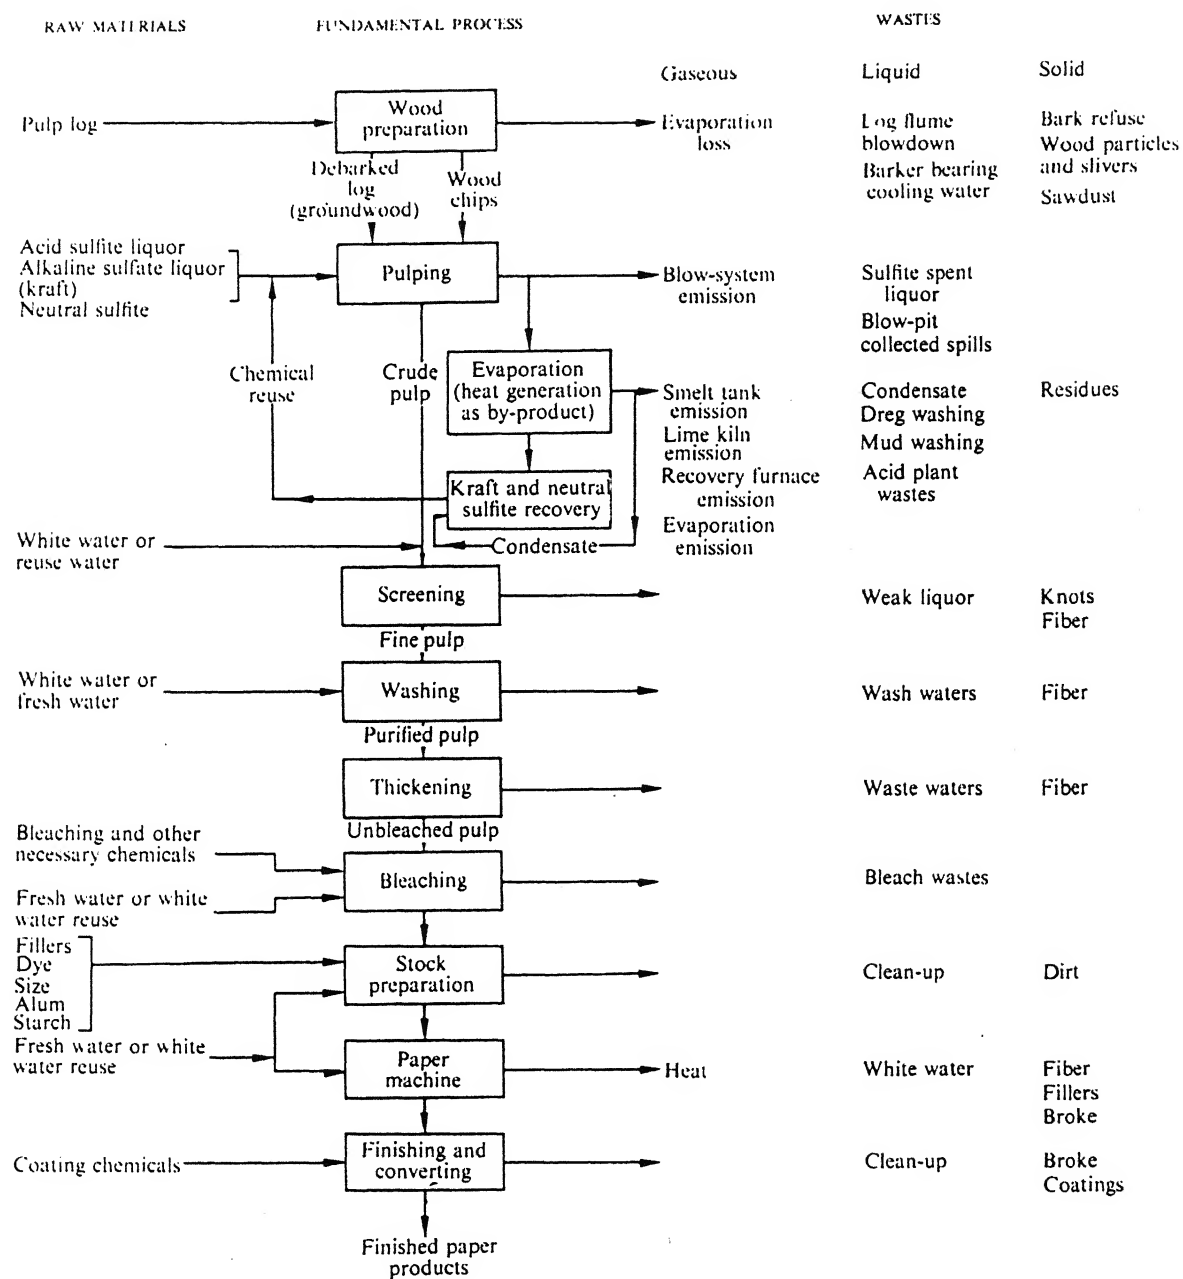 RAW MATERIALS
FUNDAMENTAL PROCESS
WASTES
Gaseous
Liquid
Solid
Pulp log
Wood
preparation
Evaporation
loss
Log flume
blowdown
Barker bearing
cooling water
Bark refuse
Wood particles
and slivers
Sawdust
Debarked
log
(groundwood)
Wood
chips
Acid sulfite liquor
Alkaline sulfate liquor
(kraft)
Neutral sulfite
Pulping
Blow-system
emission
Sulfite spent
liquor
Blow-pit
collected spills
Chemical
reuse
Crude
pulp
Evaporation
(heat generation
as by-product)
Smelt tank
emission
Lime kiln
emission
Recovery furnace
emission
Evaporation
emission
Condensate
Dreg washing
Mud washing
Acid plant
wastes
Residues
Kraft and neutral
sulfite recovery
Condensate
White water or
reuse water
Screening
Weak liquor
Knots
Fiber
Fine pulp
White water or
fresh water
Washing
Wash waters
Fiber
Purified pulp
Thickening
Waste waters
Fiber
Unbleached pulp
Bleaching and other
necessary chemicals
Fresh water or white
water reuse
Bleaching
Bleach wastes
Fillers
Dye
Size
Alum
Starch
Stock
preparation
Clean-up
Dirt
Fresh water or white
water reuse
Paper
machine
Heat
White water
Fiber
Fillers
Broke
Coating chemicals
Finishing and
converting
Clean-up
Broke
Coatings
Finished paper
products